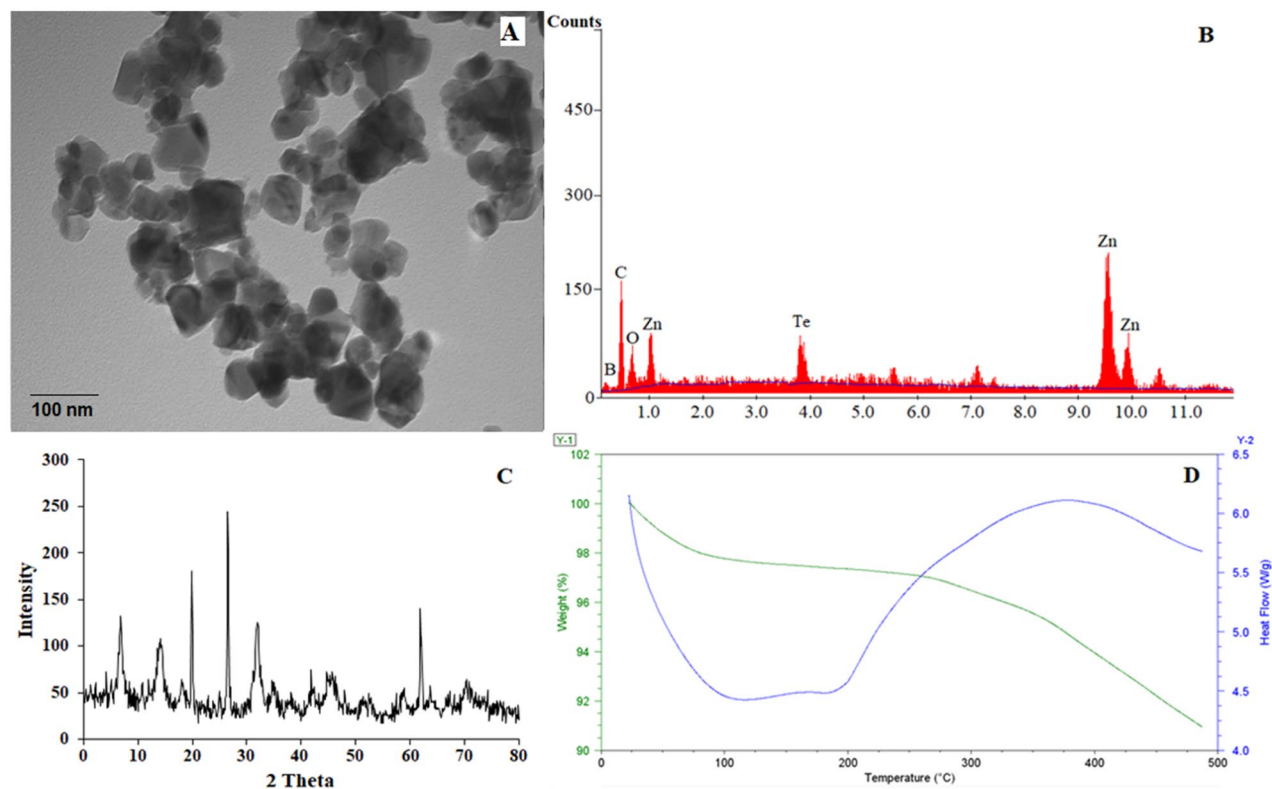 A
100 nm
Counts
B
450
300
150
0
C
O
B
Zn
Te
Zn
Zn
1.0 2.0 3.0 4.0 5.0 6.0 7.0 8.0 9.0 10.0 11.0
300
250
200
150
100
50
0
Intensity
C
0 10 20 30 40 50 60 70 80
2 Theta
Y-1
Y-2
102
100
98
96
94
92
90
Weight (%)
D
6.5
6.0
5.5
5.0
4.5
4.0
Heat Flow (W/g)
0 100 200 300 400 500
Temperature (°C)